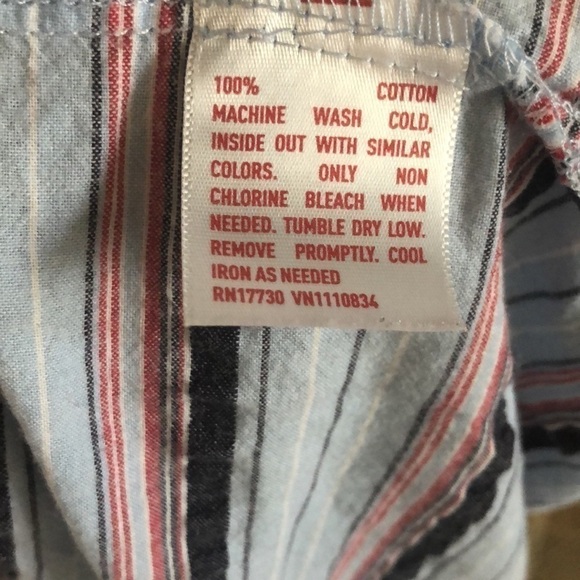 100% COTTON
MACHINE WASH COLD,
INSIDE OUT WITH SIMILAR
COLORS. ONLY NON
CHLORINE BLEACH WHEN
NEEDED. TUMBLE DRY LOW.
REMOVE PROMPTLY. COOL
IRON AS NEEDED
RN17730 VN1110834